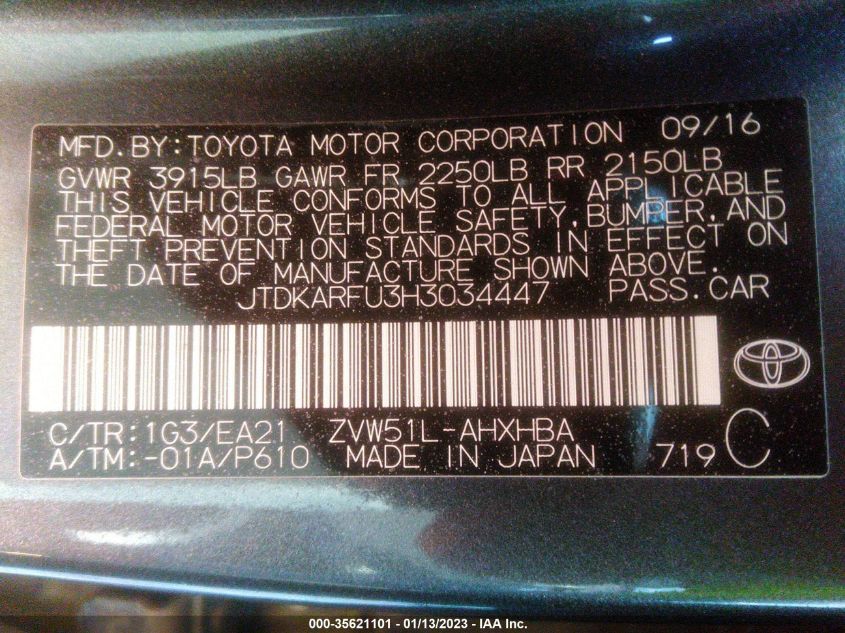 MFD.BY:TOYOTA MOTOR CORPORATION 09/16
GVWR 3915LB GAWR FR 2250LB RR 2150LB
THIS VEHICLE CONFORMS TO ALL APPLICABLE
FEDERAL MOTOR VEHICLE SAFETY,BUMPER,AND
THEFT PREVENTION STANDARDS IN EFFECT ON
THE DATE OF MANUFACTURE SHOWN ABOVE.
JTDKARFU3H3034447 PASS.CAR
C/TR:1G3/EA21 ZVW51L-AHXHBA
A/TM:-01A/P610 MADE IN JAPAN 719 C
000-35621101 - 01/13/2023 - IAA Inc.